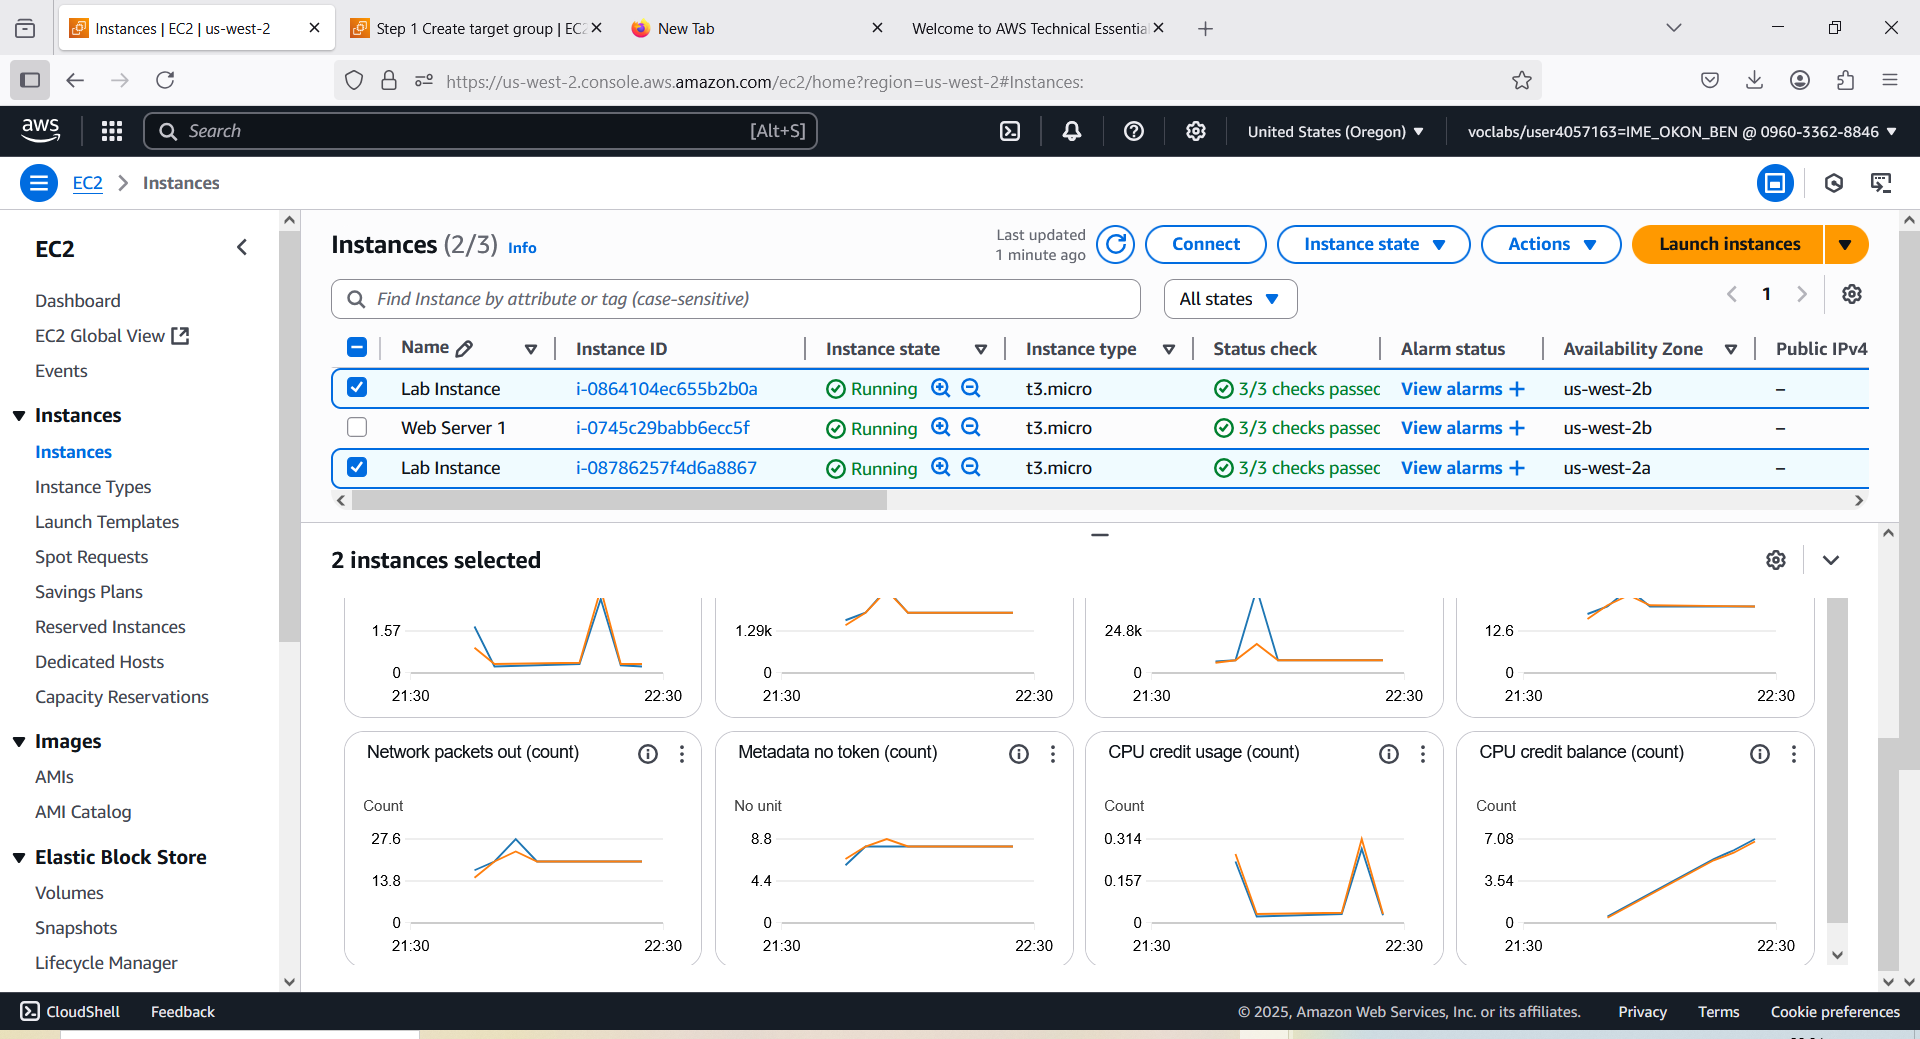 Instances | EC2 | us-west-2
Step 1 Create target group | EC2
New Tab
Welcome to AWS Technical Essential
https://us-west-2.console.aws.amazon.com/ec2/home?region=us-west-2#Instances:
aws
Search
[Alt+S]
United States (Oregon)
voclabs/user4057163=IME_OKON_BEN @ 0960-3362-8846
EC2
Instances
EC2
Dashboard
EC2 Global View
Events
Instances
Instances
Instance Types
Launch Templates
Spot Requests
Savings Plans
Reserved Instances
Dedicated Hosts
Capacity Reservations
Images
AMIs
AMI Catalog
Elastic Block Store
Volumes
Snapshots
Lifecycle Manager
Instances (2/3) Info
Last updated
1 minute ago
Connect
Instance state
Actions
Launch instances
Find Instance by attribute or tag (case-sensitive)
All states
1
Name Instance ID Instance state Instance type Status check Alarm status Availability Zone Public IPv4
Lab Instance i-0864104ec655b2b0a Running t3.micro 3/3 checks passed View alarms + us-west-2b –
Web Server 1 i-0745c29babb6ecc5f Running t3.micro 3/3 checks passed View alarms + us-west-2b –
Lab Instance i-08786257f4d6a8867 Running t3.micro 3/3 checks passed View alarms + us-west-2a –
2 instances selected
1.57
0
21:30 22:30
1.29k
0
21:30 22:30
24.8k
0
21:30 22:30
12.6
0
21:30 22:30
Network packets out (count)
Count
27.6
13.8
0
21:30 22:30
Metadata no token (count)
No unit
8.8
4.4
0
21:30 22:30
CPU credit usage (count)
Count
0.314
0.157
0
21:30 22:30
CPU credit balance (count)
Count
7.08
3.54
0
21:30 22:30
CloudShell
Feedback
© 2025, Amazon Web Services, Inc. or its affiliates.
Privacy
Terms
Cookie preferences